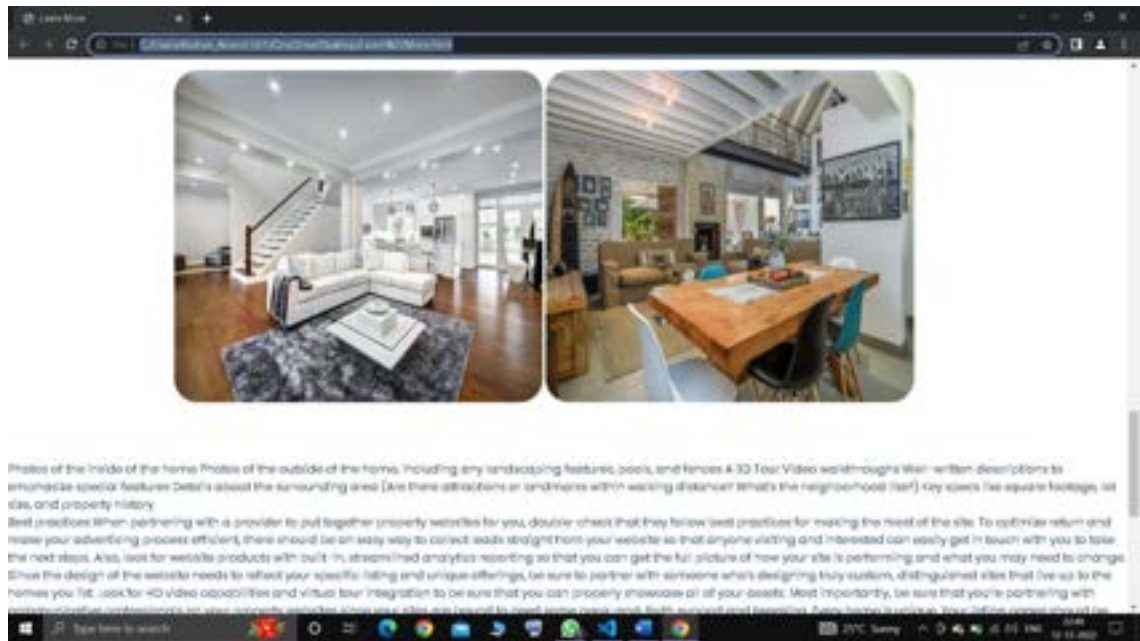 Learn More
Photos of the inside of the home Photos of the outside of the home, including any landscaping features, pools, and fences A 3D Tour Video walkthroughs Well-written descriptions to
emphasize special features Details about the surrounding area (Are there attractions or landmarks within walking distance? What's the neighborhood like?) Key specs like square footage, lot
size, and property history
Best practices When partnering with a provider to put together property websites for you, double-check that they follow best practices for making the most of the site. To optimize return and
make your advertising process efficient, there should be an easy way to collect leads straight from your website so that anyone visiting and interested can easily get in touch with you to take
the next steps. Also, look for website products with built-in, streamlined analytics reporting so that you can get the full picture of how your site is performing and what you may need to change
Since the design of the website needs to reflect your specific listing and unique offerings, be sure to partner with someone who's designing truly custom, distinguished sites that live up to the
homes you list. Look for HD video capabilities and virtual tour integration to be sure that you can properly showcase all of your assets. Most importantly, be sure that you're partnering with
Type here to search
25°C Sunny
ENG